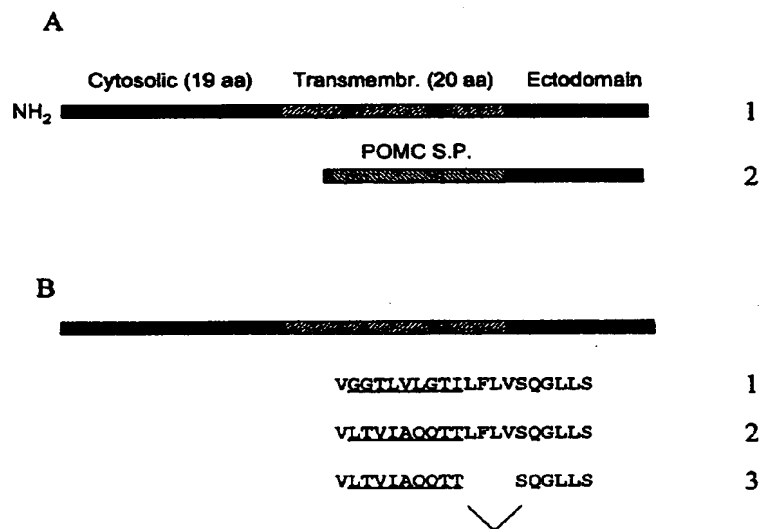 A
Cytosolic (19 aa) Transmembr. (20 aa) Ectodomain
NH2 1
POMC S.P.
2
B
VGGTLVLGTILFLVSQGLLS 1
VLTVIAQQTTLFLVSQGLLS 2
VLTVIAQQTT SQGLLS 3